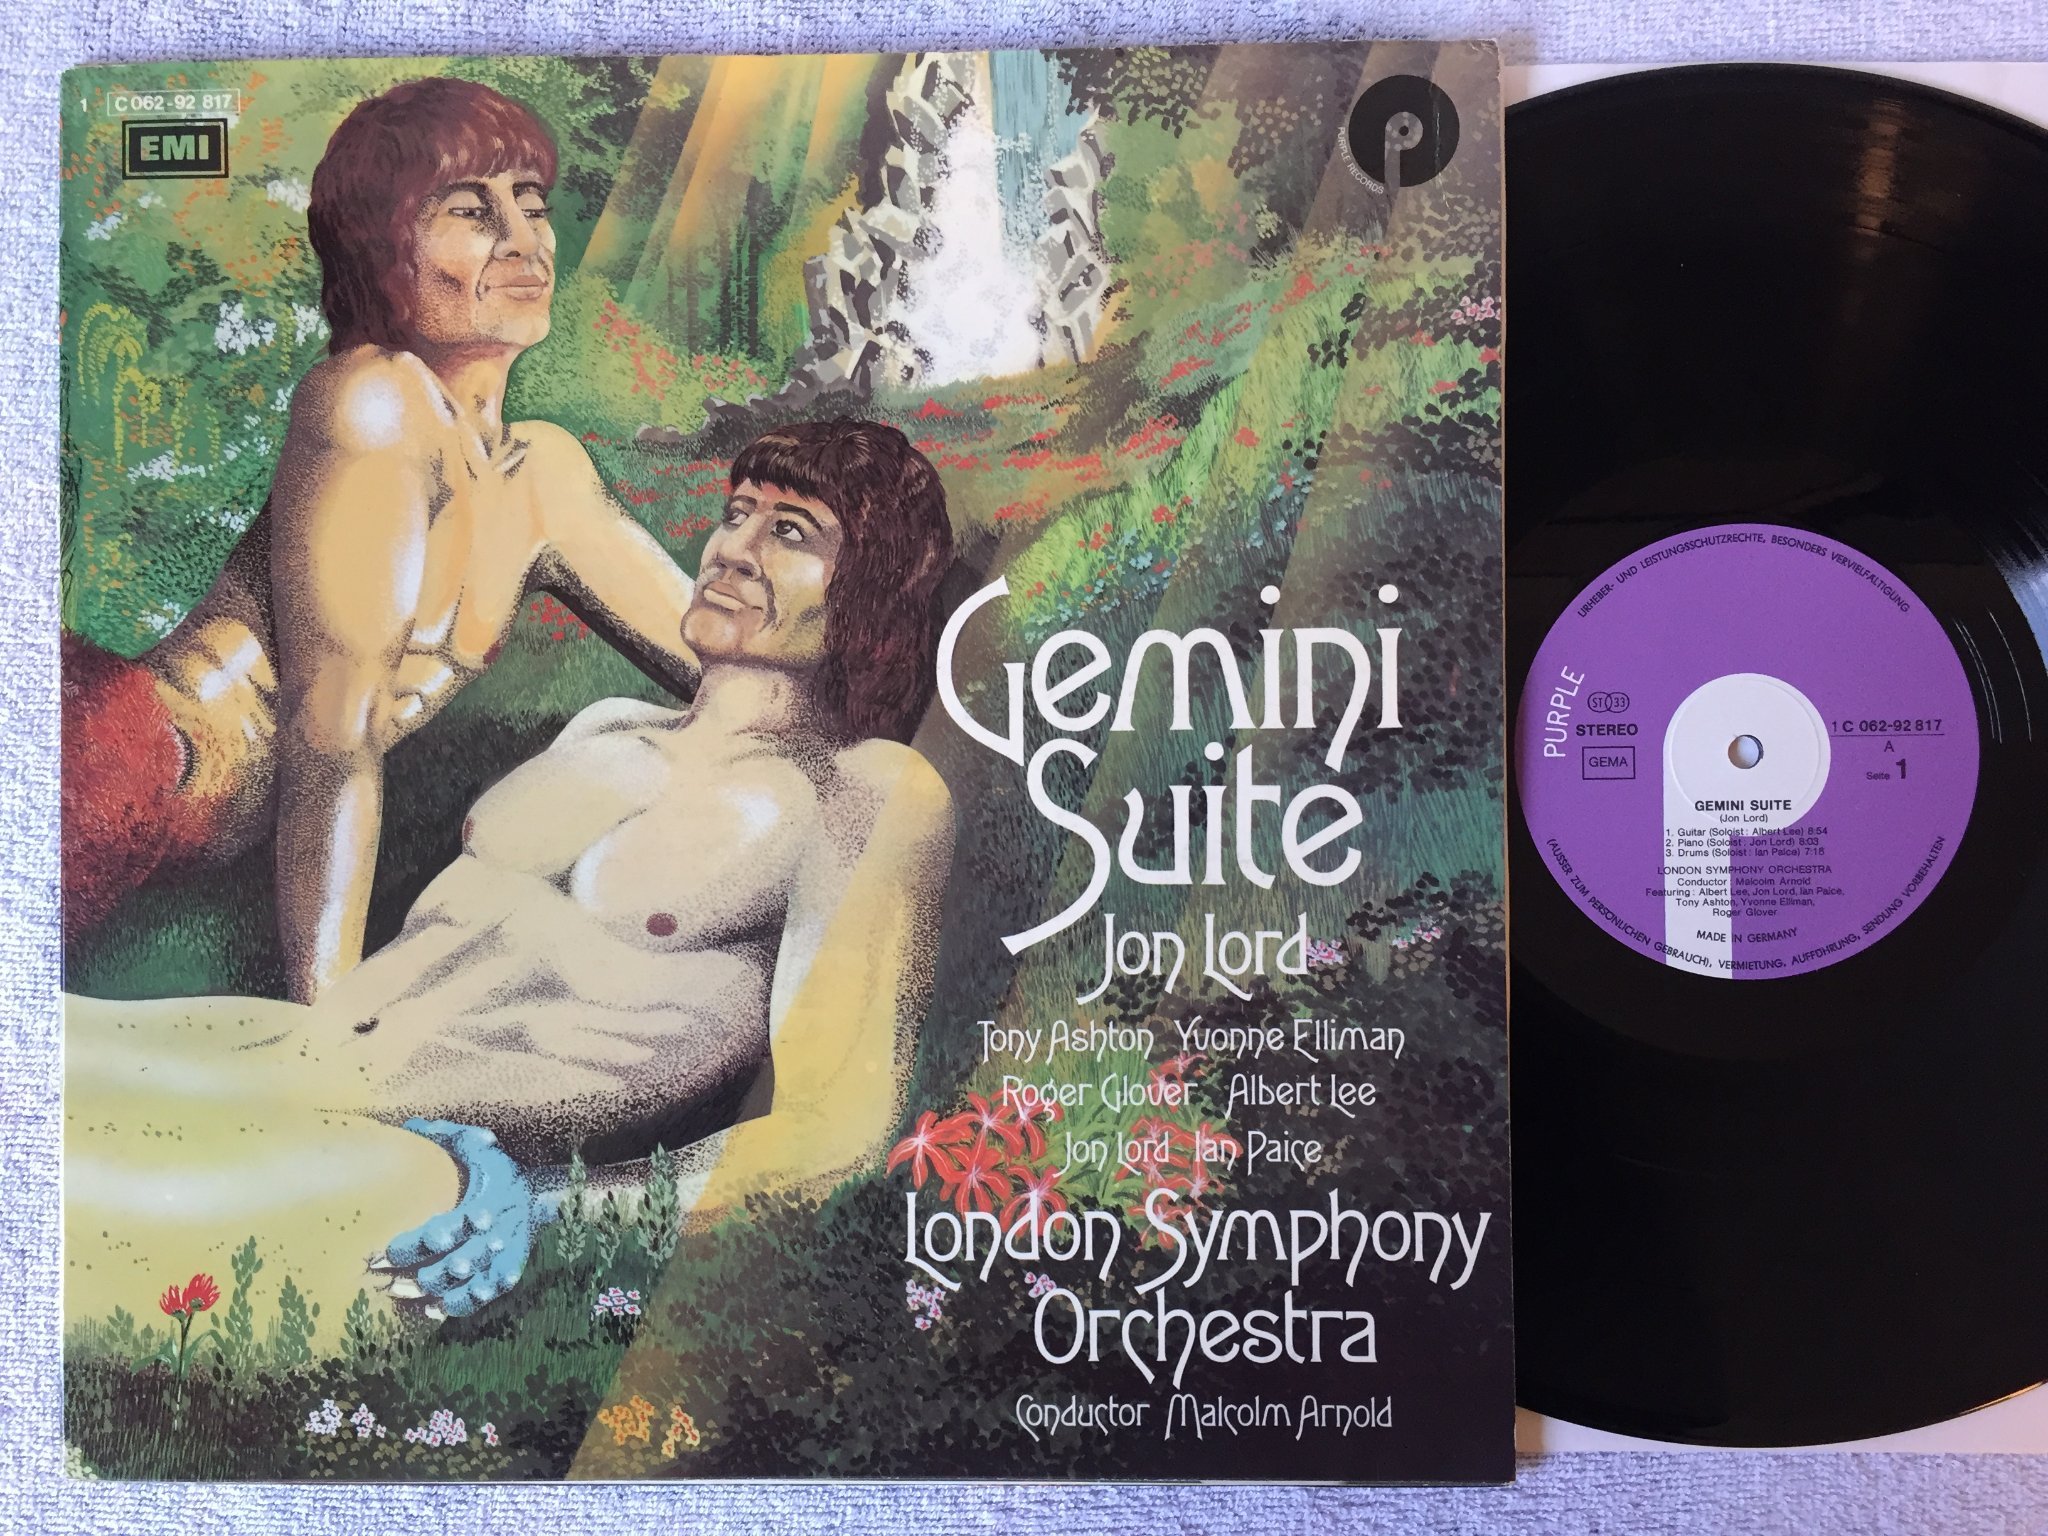 1 C 062-92 817
EMI
PURPLE RECORDS
Gemini
Suite
Jon Lord
Tony Ashton Yvonne Elliman
Roger Glover Albert Lee
Jon Lord Ian Paice
London Symphony
Orchestra
Conductor Malcolm Arnold
URHEBER- UND LEISTUNGSSCHUTZRECHTE, BESONDERS VERVIELFÄLTIGUNG
(AUSSER ZUM PERSÖNLICHEN GEBRAUCH), VERMIETUNG, AUFFÜHRUNG, SENDUNG VORBEHALTEN
PURPLE
ST 33
STEREO
GEMA
1 C 062-92 817
A
Seite 1
GEMINI SUITE
(Jon Lord)
1. Guitar (Soloist: Albert Lee) 8:54
2. Piano (Soloist: Jon Lord) 8:03
3. Drums (Soloist: Ian Paice) 7:18
LONDON SYMPHONY ORCHESTRA
Conductor: Malcolm Arnold
Featuring: Albert Lee, Jon Lord, Ian Paice,
Tony Ashton, Yvonne Elliman,
Roger Glover
MADE IN GERMANY